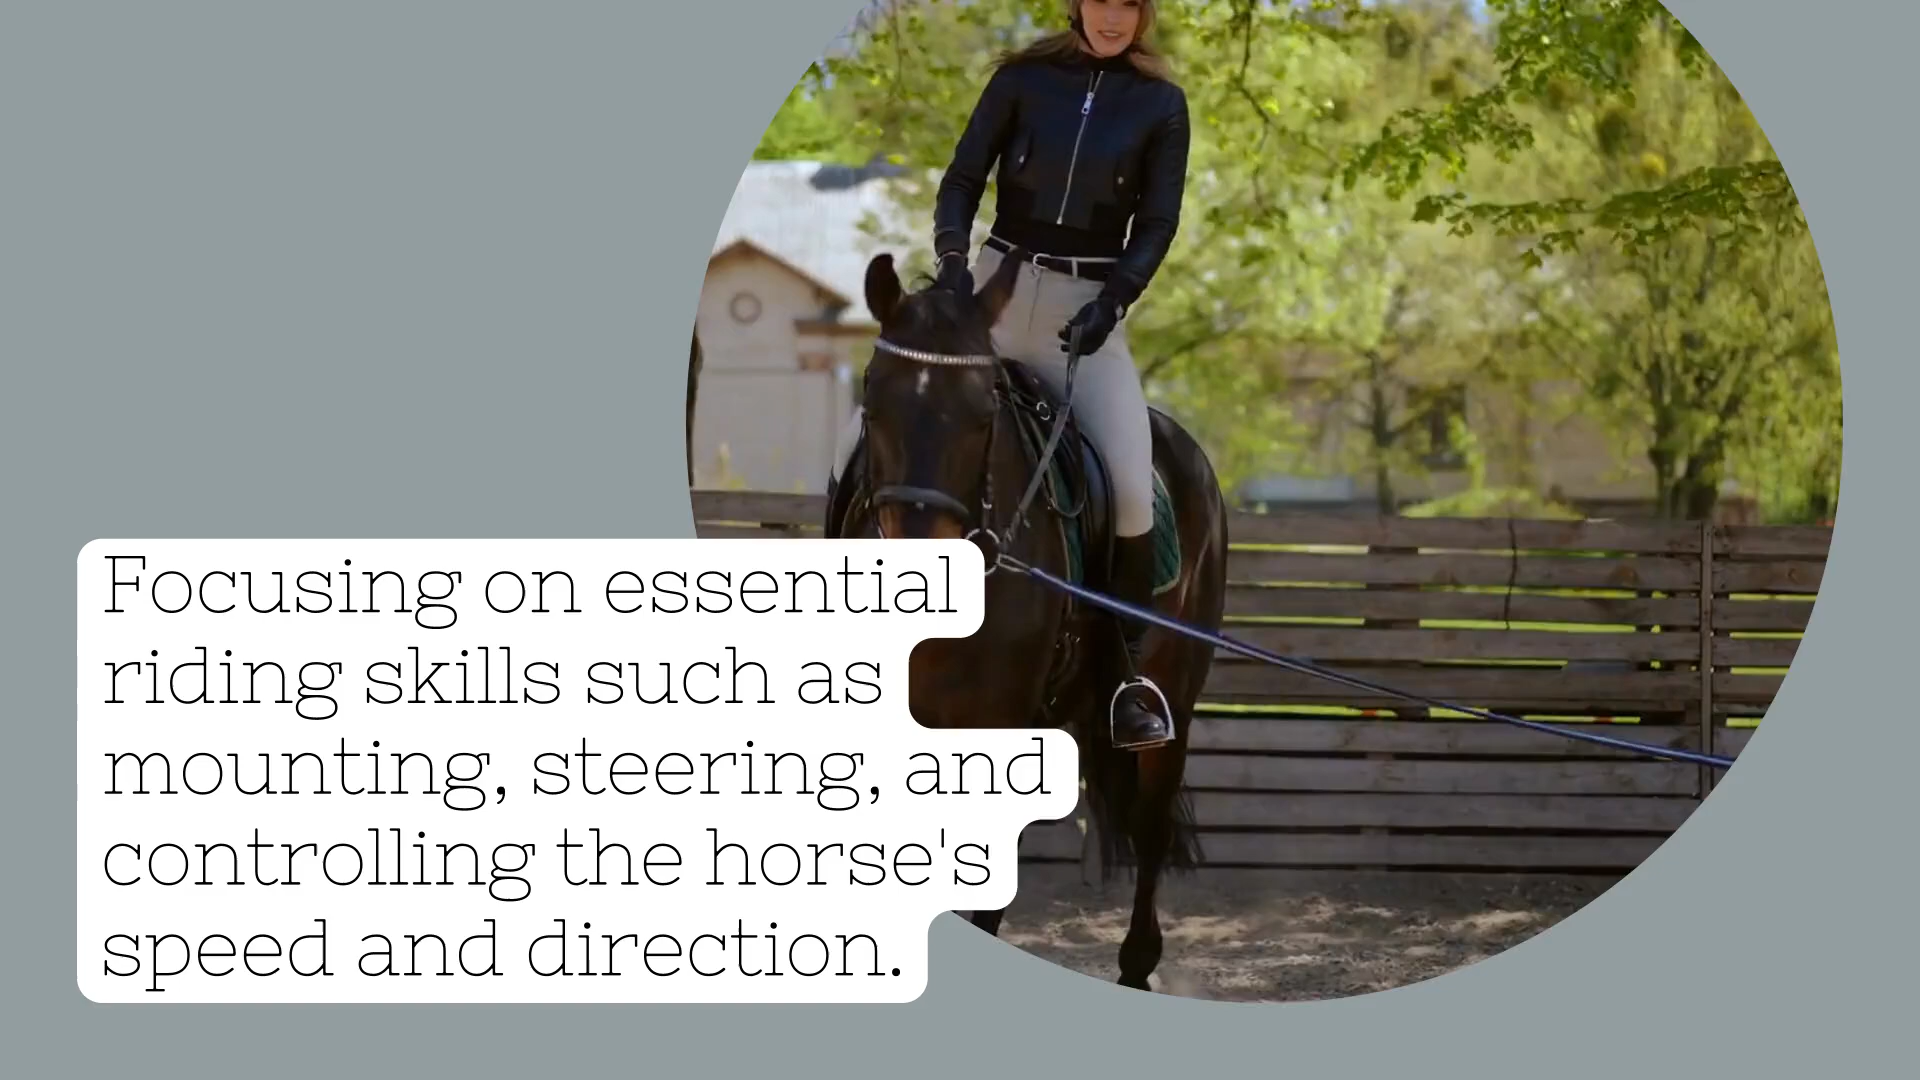 Focusing on essential
riding skills such as
mounting, steering, and
controlling the horse's
speed and direction.